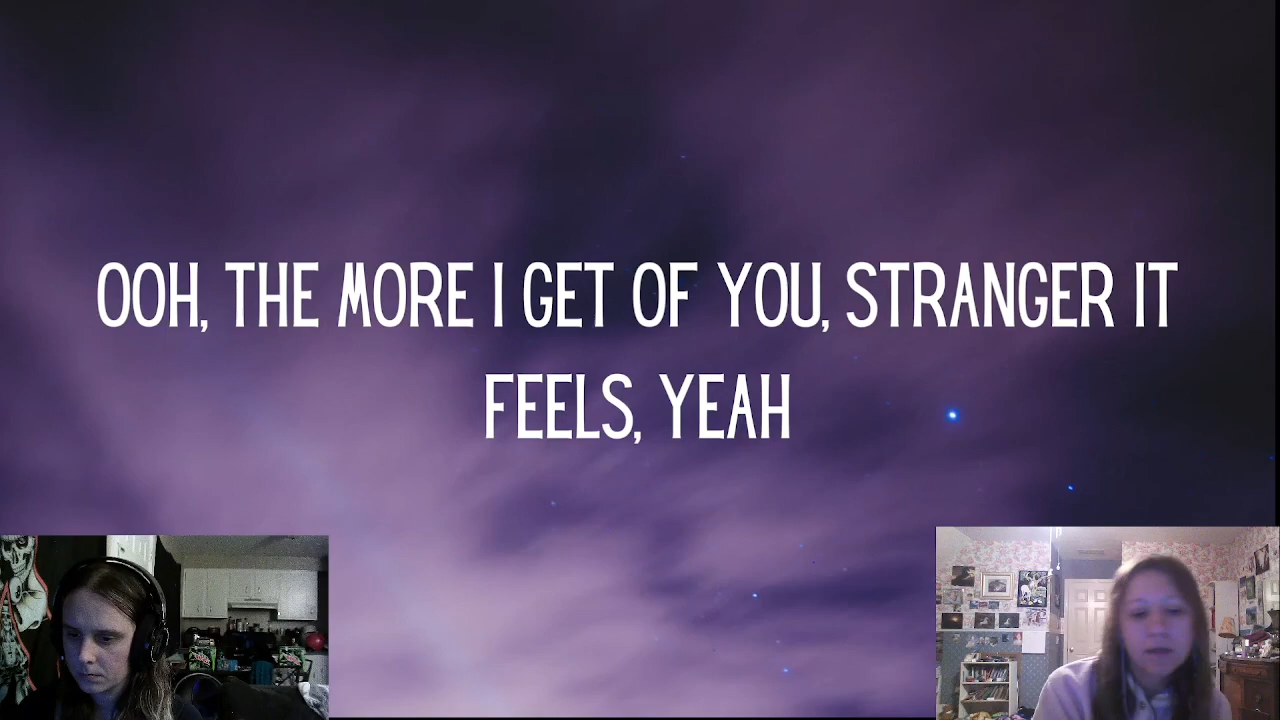 OOH, THE MORE I GET OF YOU, STRANGER IT
FEELS, YEAH